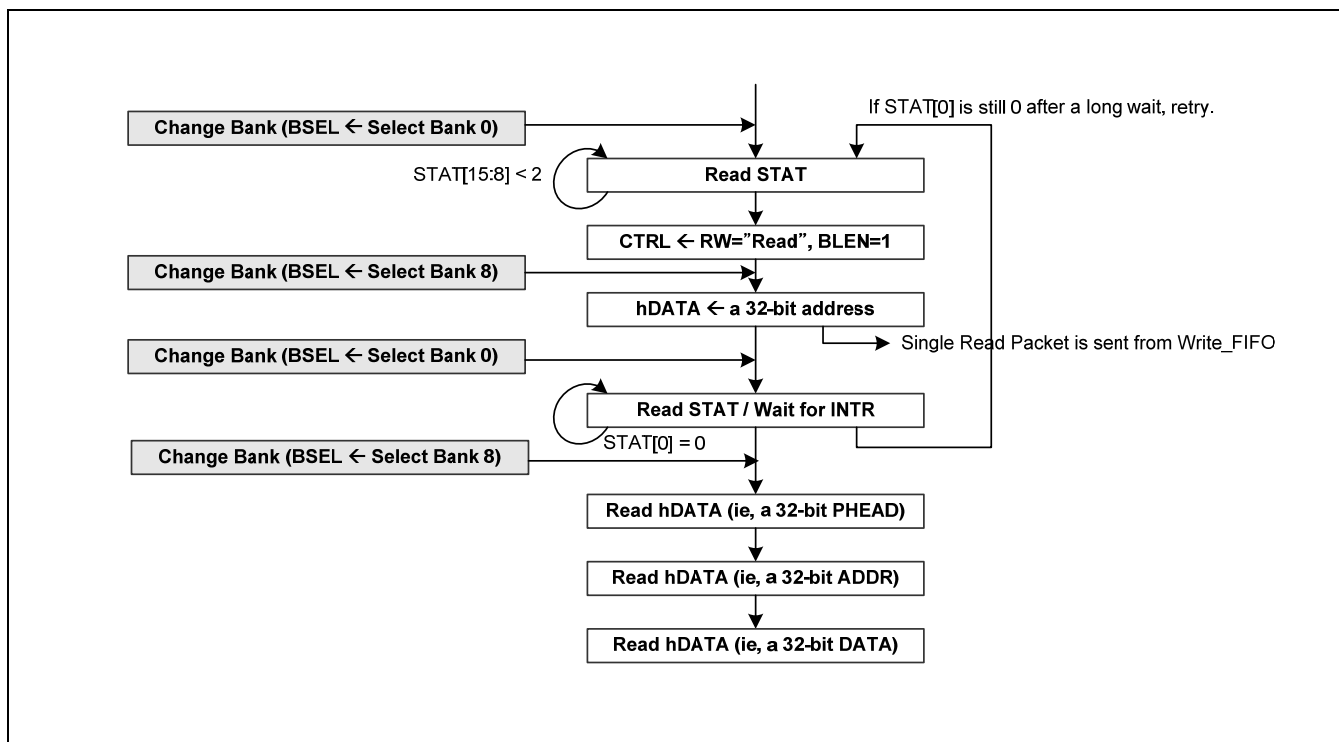 If STAT[0] is still 0 after a long wait, retry.
Change Bank (BSEL ← Select Bank 0)
STAT[15:8] < 2
Read STAT
CTRL ← RW=”Read”, BLEN=1
Change Bank (BSEL ← Select Bank 8)
hDATA ← a 32-bit address
Single Read Packet is sent from Write_FIFO
Change Bank (BSEL ← Select Bank 0)
Read STAT / Wait for INTR
STAT[0] = 0
Change Bank (BSEL ← Select Bank 8)
Read hDATA (ie, a 32-bit PHEAD)
Read hDATA (ie, a 32-bit ADDR)
Read hDATA (ie, a 32-bit DATA)